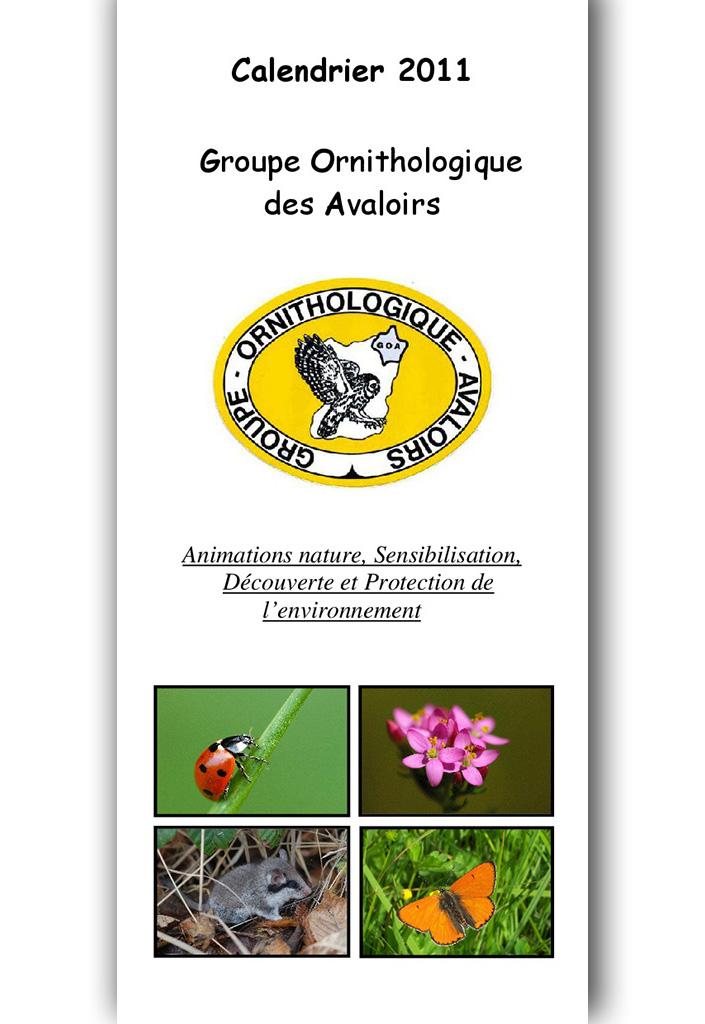 Calendrier 2011
Groupe Ornithologique
des Avaloirs
GROUPE · ORNITHOLOGIQUE · AVALOIRS
GOA
Animations nature, Sensibilisation,
Découverte et Protection de
l’environnement